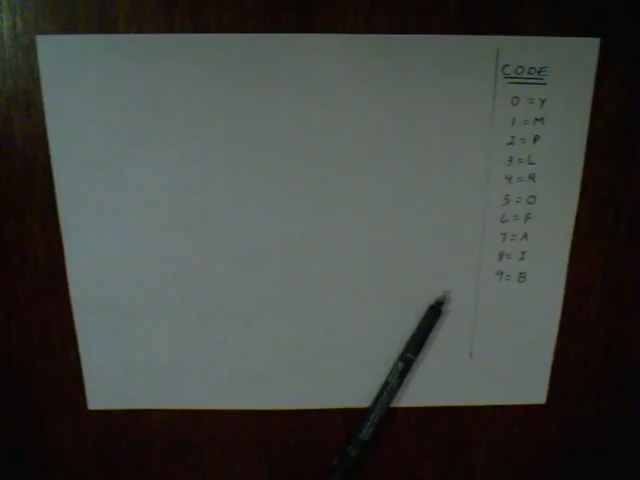 CODE
0 = Y
1 = M
2 = P
3 = L
4 = R
5 = O
6 = F
7 = A
8 = I
9 = B